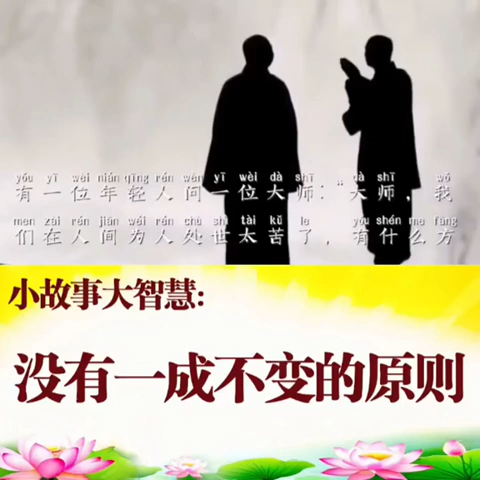 yóu yī wèi nián qīng rén wèn yī wèi dà shī dà shī wǒ
有一位年轻人问一位大师:“大师,我
men zài rén jiān wéi rén chǔ shì tài kǔ le yǒu shén me fāng
们在人间为人处世太苦了,有什么方
小故事大智慧:
没有一成不变的原则